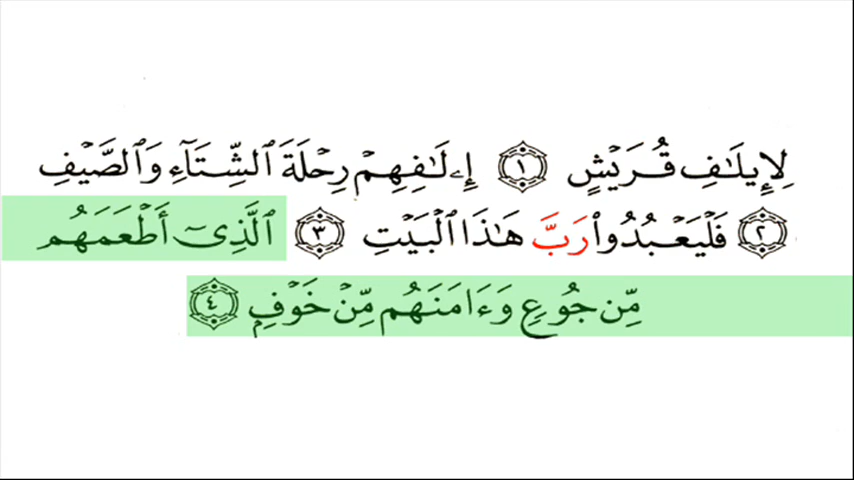 لِإِيلَٰفِ قُرَيْشٍ ١ إِۦلَٰفِهِمْ رِحْلَةَ ٱلشِّتَآءِ وَٱلصَّيْفِ
٢ فَلْيَعْبُدُوا۟ رَبَّ هَٰذَا ٱلْبَيْتِ ٣ ٱلَّذِىٓ أَطْعَمَهُم
مِّن جُوعٍ وَءَامَنَهُم مِّنْ خَوْفٍۭ ٤